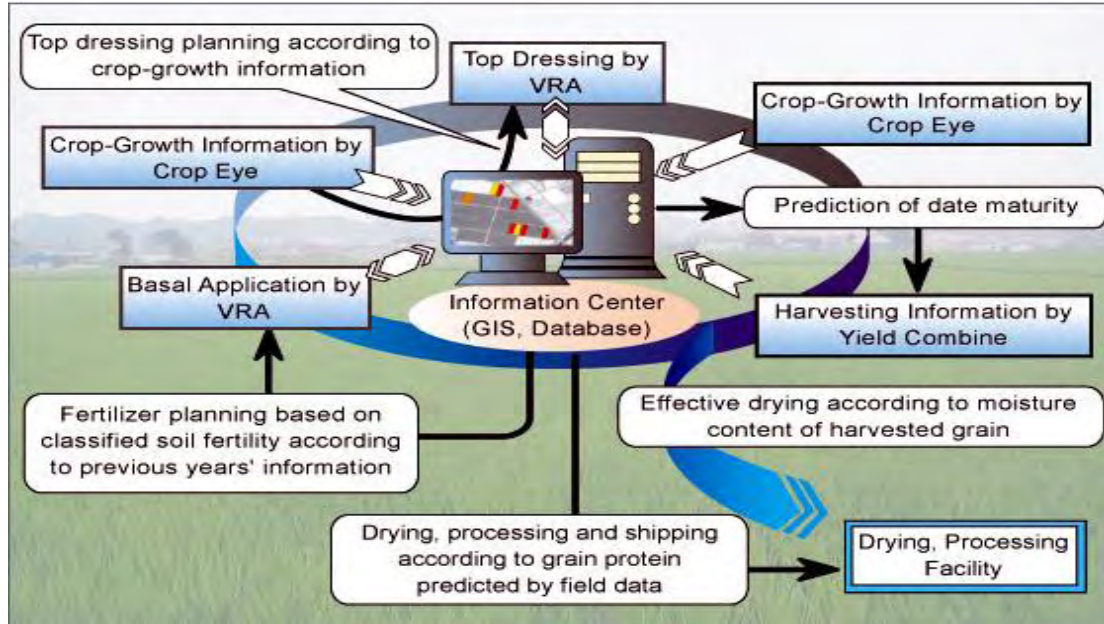 Top dressing planning according to
crop-growth information
Top Dressing by
VRA
Crop-Growth Information by
Crop Eye
Crop-Growth Information by
Crop Eye
Prediction of date maturity
Basal Application by
VRA
Information Center
(GIS, Database)
Harvesting Information by
Yield Combine
Fertilizer planning based on
classified soil fertility according
to previous years' information
Effective drying according to moisture
content of harvested grain
Drying, processing and shipping
according to grain protein
predicted by field data
Drying, Processing
Facility